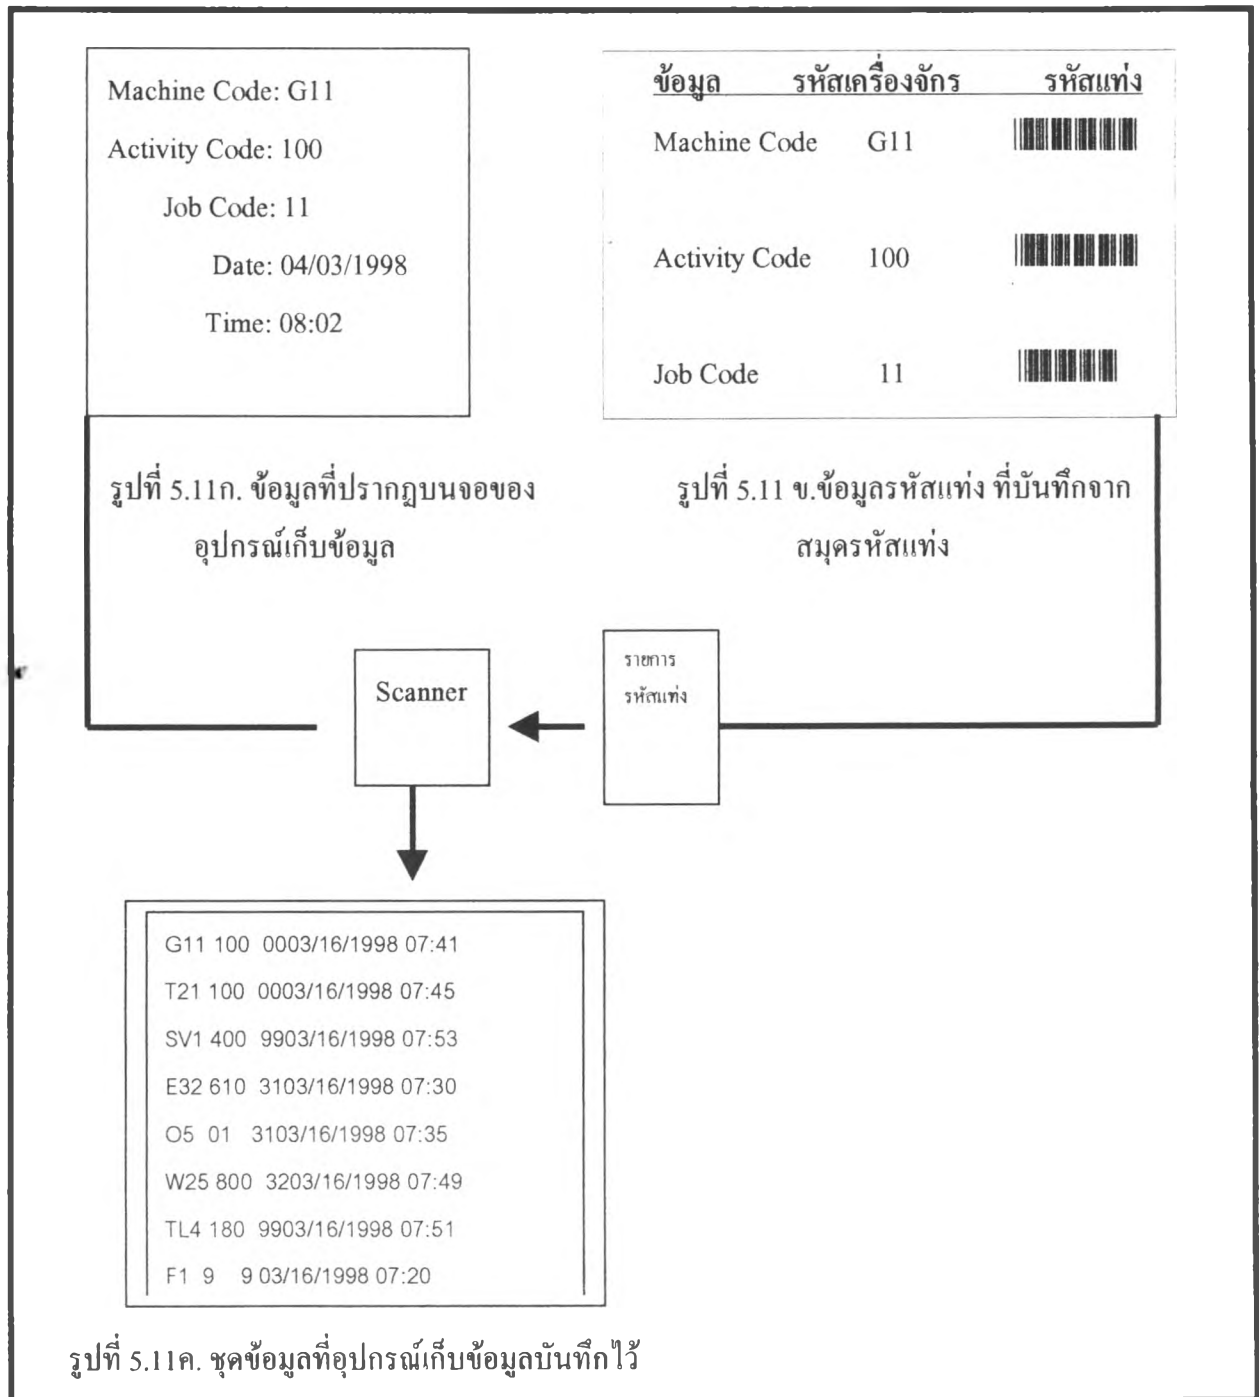 Machine Code: G11
Activity Code: 100
Job Code: 11
Date: 04/03/1998
Time: 08:02
ข้อมูล รหัสเครื่องจักร รหัสแท่ง
Machine Code G11
Activity Code 100
Job Code 11
รูปที่ 5.11ก. ข้อมูลที่ปรากฏบนจอของ
อุปกรณ์เก็บข้อมูล
รูปที่ 5.11 ข.ข้อมูลรหัสแท่ง ที่บันทึกจาก
สมุดรหัสแท่ง
Scanner
รายการ
รหัสแท่ง
G11 100 0003/16/1998 07:41
T21 100 0003/16/1998 07:45
SV1 400 9903/16/1998 07:53
E32 610 3103/16/1998 07:30
O5 01 3103/16/1998 07:35
W25 800 3203/16/1998 07:49
TL4 180 9903/16/1998 07:51
F1 9 9 03/16/1998 07:20
รูปที่ 5.11ค. ชุดข้อมูลที่อุปกรณ์เก็บข้อมูลบันทึกไว้